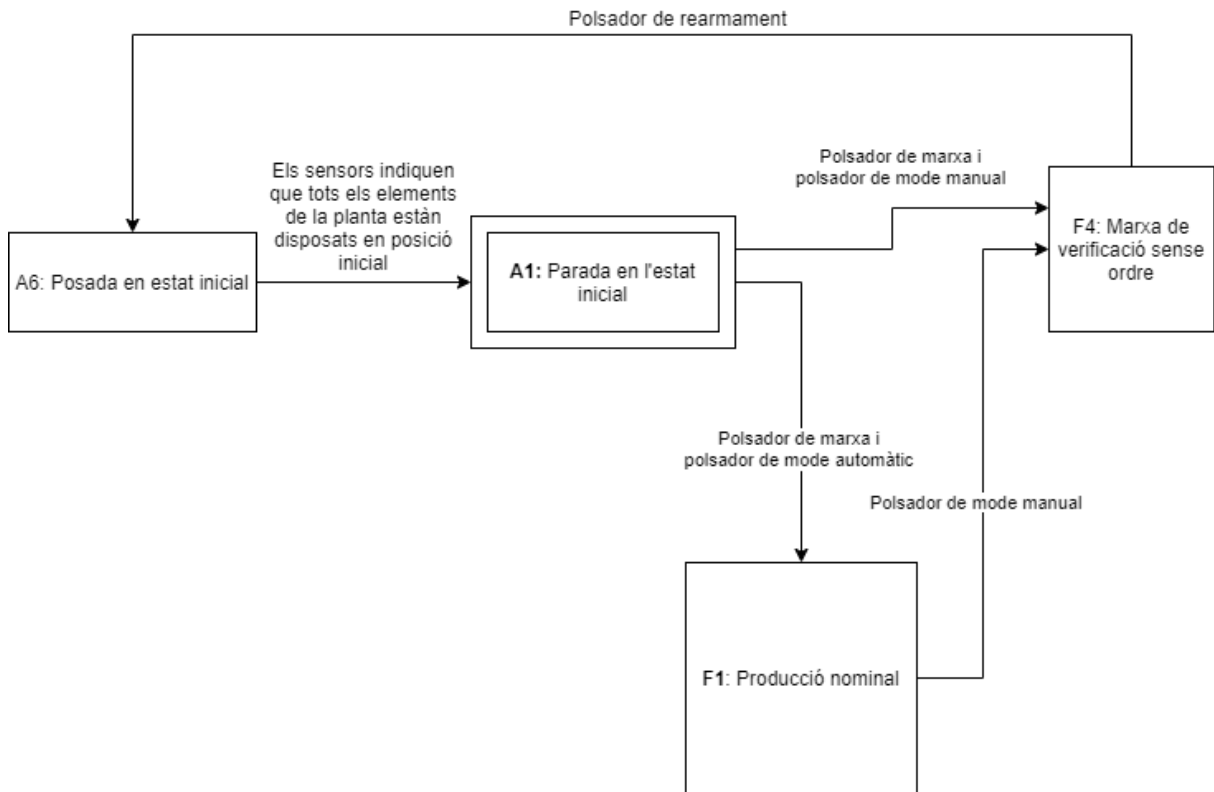 Polsador de rearmament
Els sensors indiquen
que tots els elements
de la planta estàn
disposats en posició
inicial
Polsador de marxa i
polsador de mode manual
A6: Posada en estat inicial
A1: Parada en l'estat
inicial
F4: Marxa de
verificació sense
ordre
Polsador de marxa i
polsador de mode automàtic
Polsador de mode manual
F1: Producció nominal